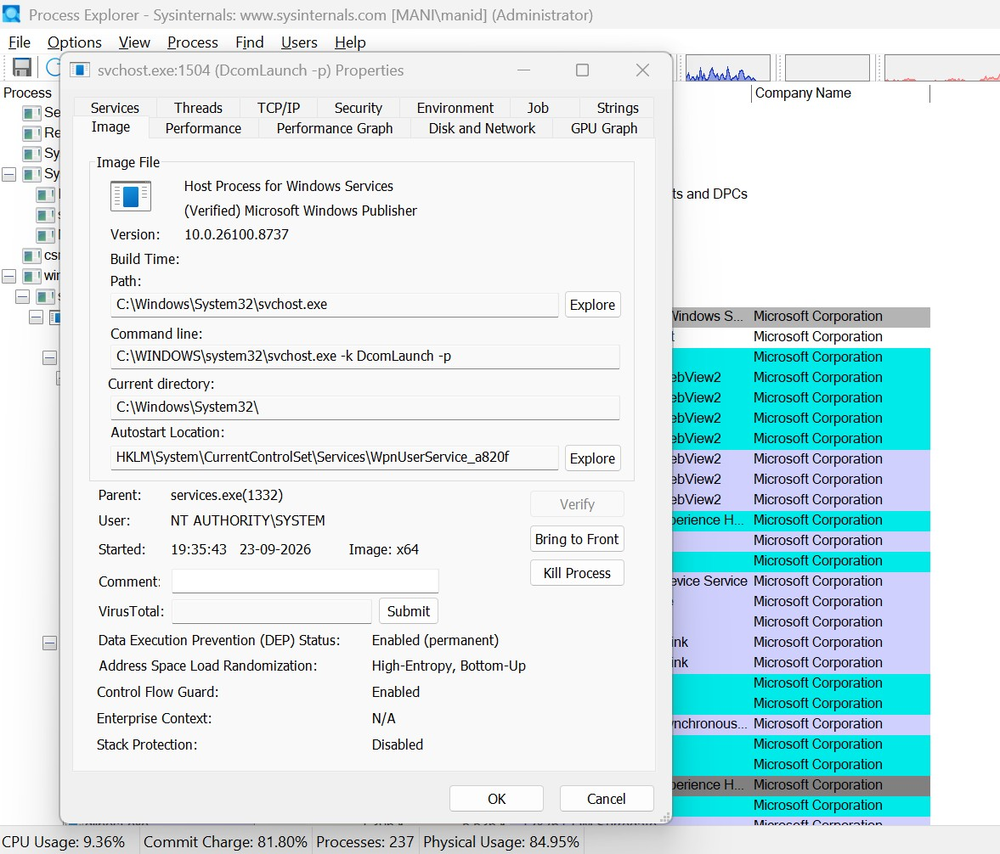 Process Explorer - Sysinternals: www.sysinternals.com [MANI\manid] (Administrator)
File Options View Process Find Users Help
svchost.exe:1504 (DcomLaunch -p) Properties
Process
Company Name
Services Threads TCP/IP Security Environment Job Strings
Image Performance Performance Graph Disk and Network GPU Graph
Image File
Host Process for Windows Services
(Verified) Microsoft Windows Publisher
Version: 10.0.26100.8737
Build Time:
Path:
C:\Windows\System32\svchost.exe Explore
Command line:
C:\WINDOWS\system32\svchost.exe -k DcomLaunch -p
Current directory:
C:\Windows\System32\
Autostart Location:
HKLM\System\CurrentControlSet\Services\WpnUserService_a820f Explore
Parent: services.exe(1332)
Verify
User: NT AUTHORITY\SYSTEM
Bring to Front
Started: 19:35:43 23-09-2026 Image: x64
Kill Process
Comment:
VirusTotal: Submit
Data Execution Prevention (DEP) Status: Enabled (permanent)
Address Space Load Randomization: High-Entropy, Bottom-Up
Control Flow Guard: Enabled
Enterprise Context: N/A
Stack Protection: Disabled
OK Cancel
Se
Re
Sy
Sy
csr
wir
ts and DPCs
Windows S... Microsoft Corporation
t Microsoft Corporation
Microsoft Corporation
ebView2 Microsoft Corporation
ebView2 Microsoft Corporation
ebView2 Microsoft Corporation
ebView2 Microsoft Corporation
ebView2 Microsoft Corporation
ebView2 Microsoft Corporation
ebView2 Microsoft Corporation
perience H... Microsoft Corporation
Microsoft Corporation
Microsoft Corporation
evice Service Microsoft Corporation
Microsoft Corporation
Microsoft Corporation
ink Microsoft Corporation
ink Microsoft Corporation
Microsoft Corporation
Microsoft Corporation
ynchronous... Microsoft Corporation
Microsoft Corporation
Microsoft Corporation
perience H... Microsoft Corporation
Microsoft Corporation
CPU Usage: 9.36% Commit Charge: 81.80% Processes: 237 Physical Usage: 84.95%